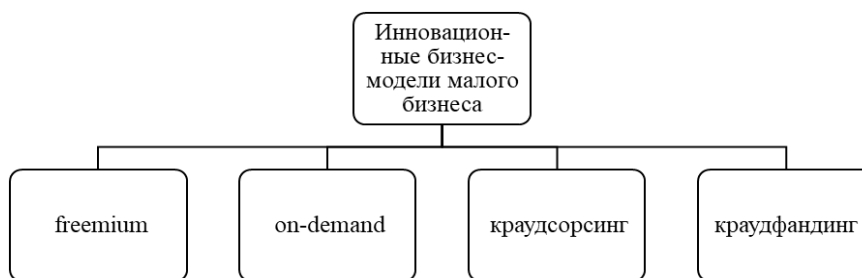 Инновацион-
ные бизнес-
модели малого
бизнеса
freemium
on-demand
краудсорсинг
краудфандинг